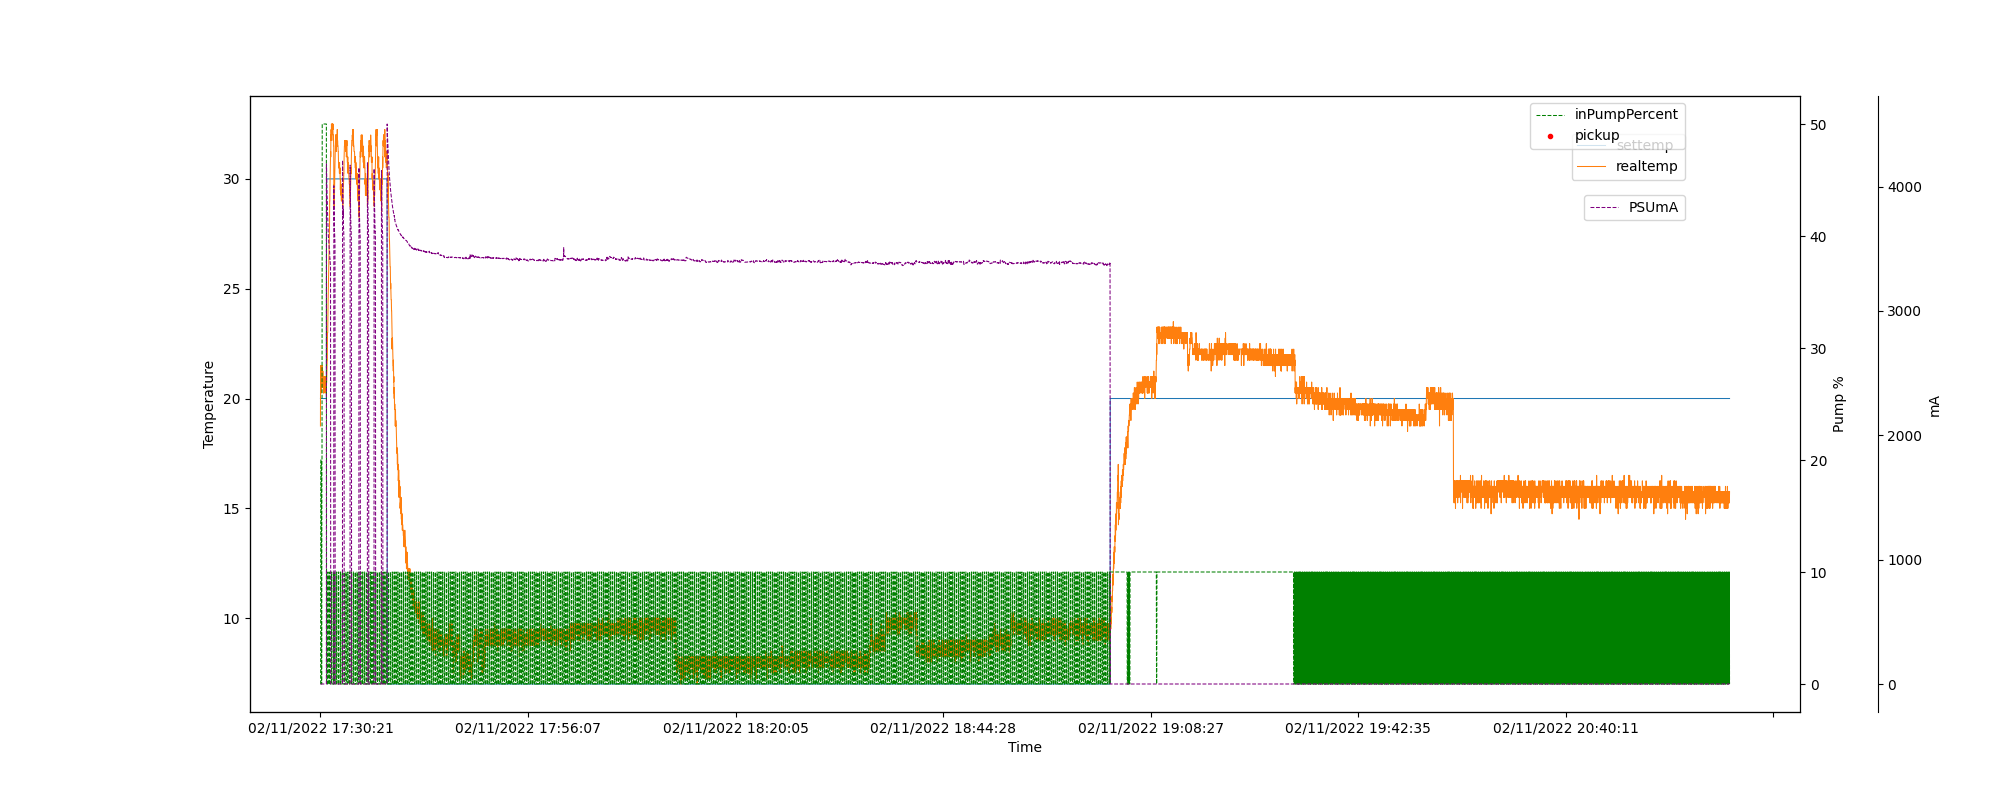 inPumpPercent
pickup
settemp
realtemp
PSUmA
30
25
20
15
10
Temperature
50
40
30
20
10
0
Pump %
4000
3000
2000
1000
0
mA
02/11/2022 17:30:21
02/11/2022 17:56:07
02/11/2022 18:20:05
02/11/2022 18:44:28
02/11/2022 19:08:27
02/11/2022 19:42:35
02/11/2022 20:40:11
Time